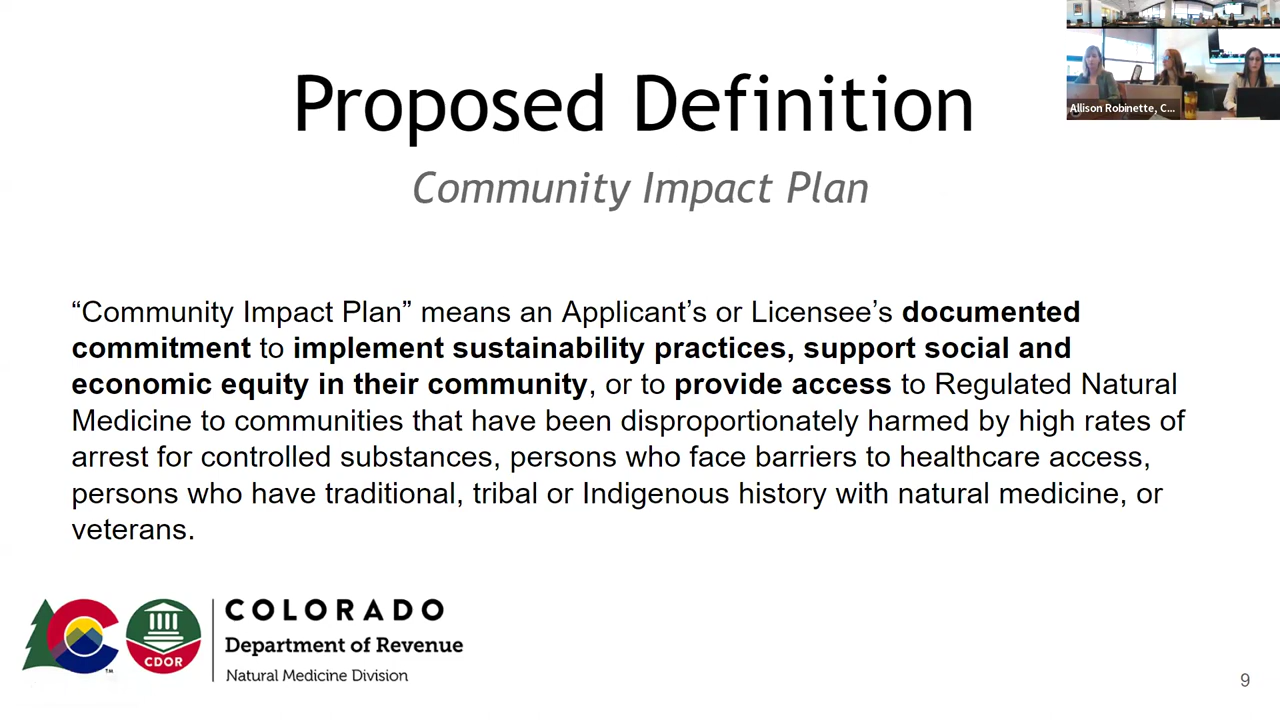 Proposed Definition
Community Impact Plan
Allison Robinette, C...
“Community Impact Plan” means an Applicant’s or Licensee’s documented
commitment to implement sustainability practices, support social and
economic equity in their community, or to provide access to Regulated Natural
Medicine to communities that have been disproportionately harmed by high rates of
arrest for controlled substances, persons who face barriers to healthcare access,
persons who have traditional, tribal or Indigenous history with natural medicine, or
veterans.
CDOR
TM
COLORADO
Department of Revenue
Natural Medicine Division
9